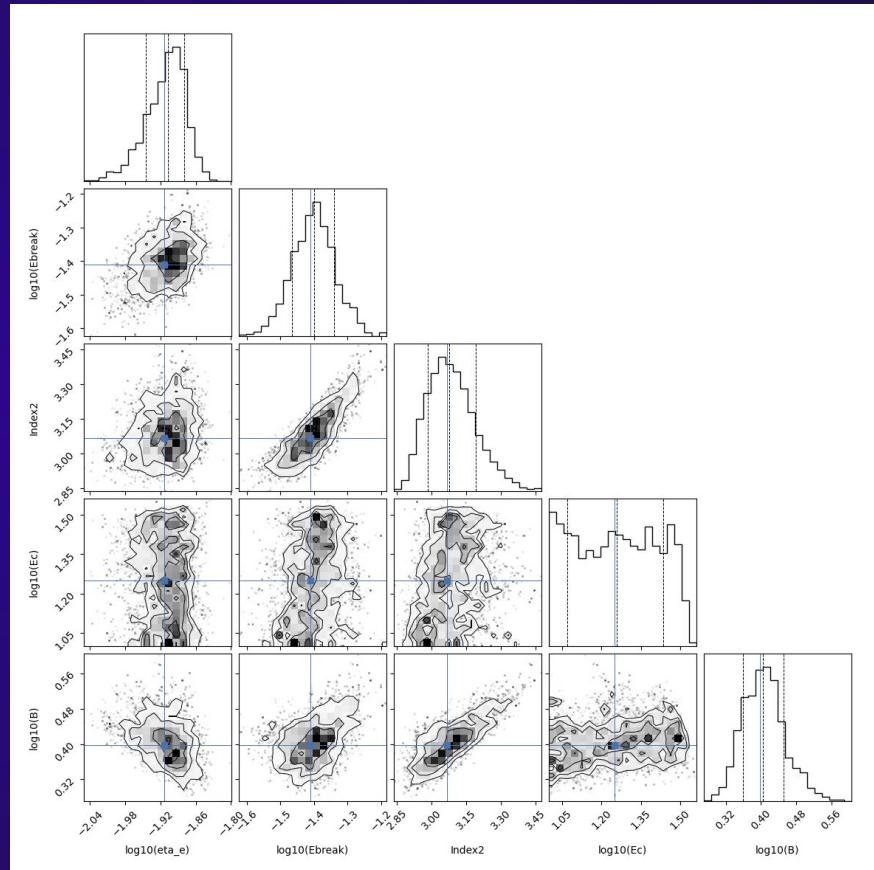 log10(Ebreak)
−1.2
−1.3
−1.4
−1.5
−1.6
Index2
3.45
3.30
3.15
3.00
2.85
log10(Ec)
1.50
1.35
1.20
1.05
log10(B)
0.56
0.48
0.40
0.32
−2.04 −1.98 −1.92 −1.86 −1.80
−1.6 −1.5 −1.4 −1.3 −1.2
2.85 3.00 3.15 3.30 3.45
1.05 1.20 1.35 1.50
0.32 0.40 0.48 0.56
log10(eta_e) log10(Ebreak) Index2 log10(Ec) log10(B)